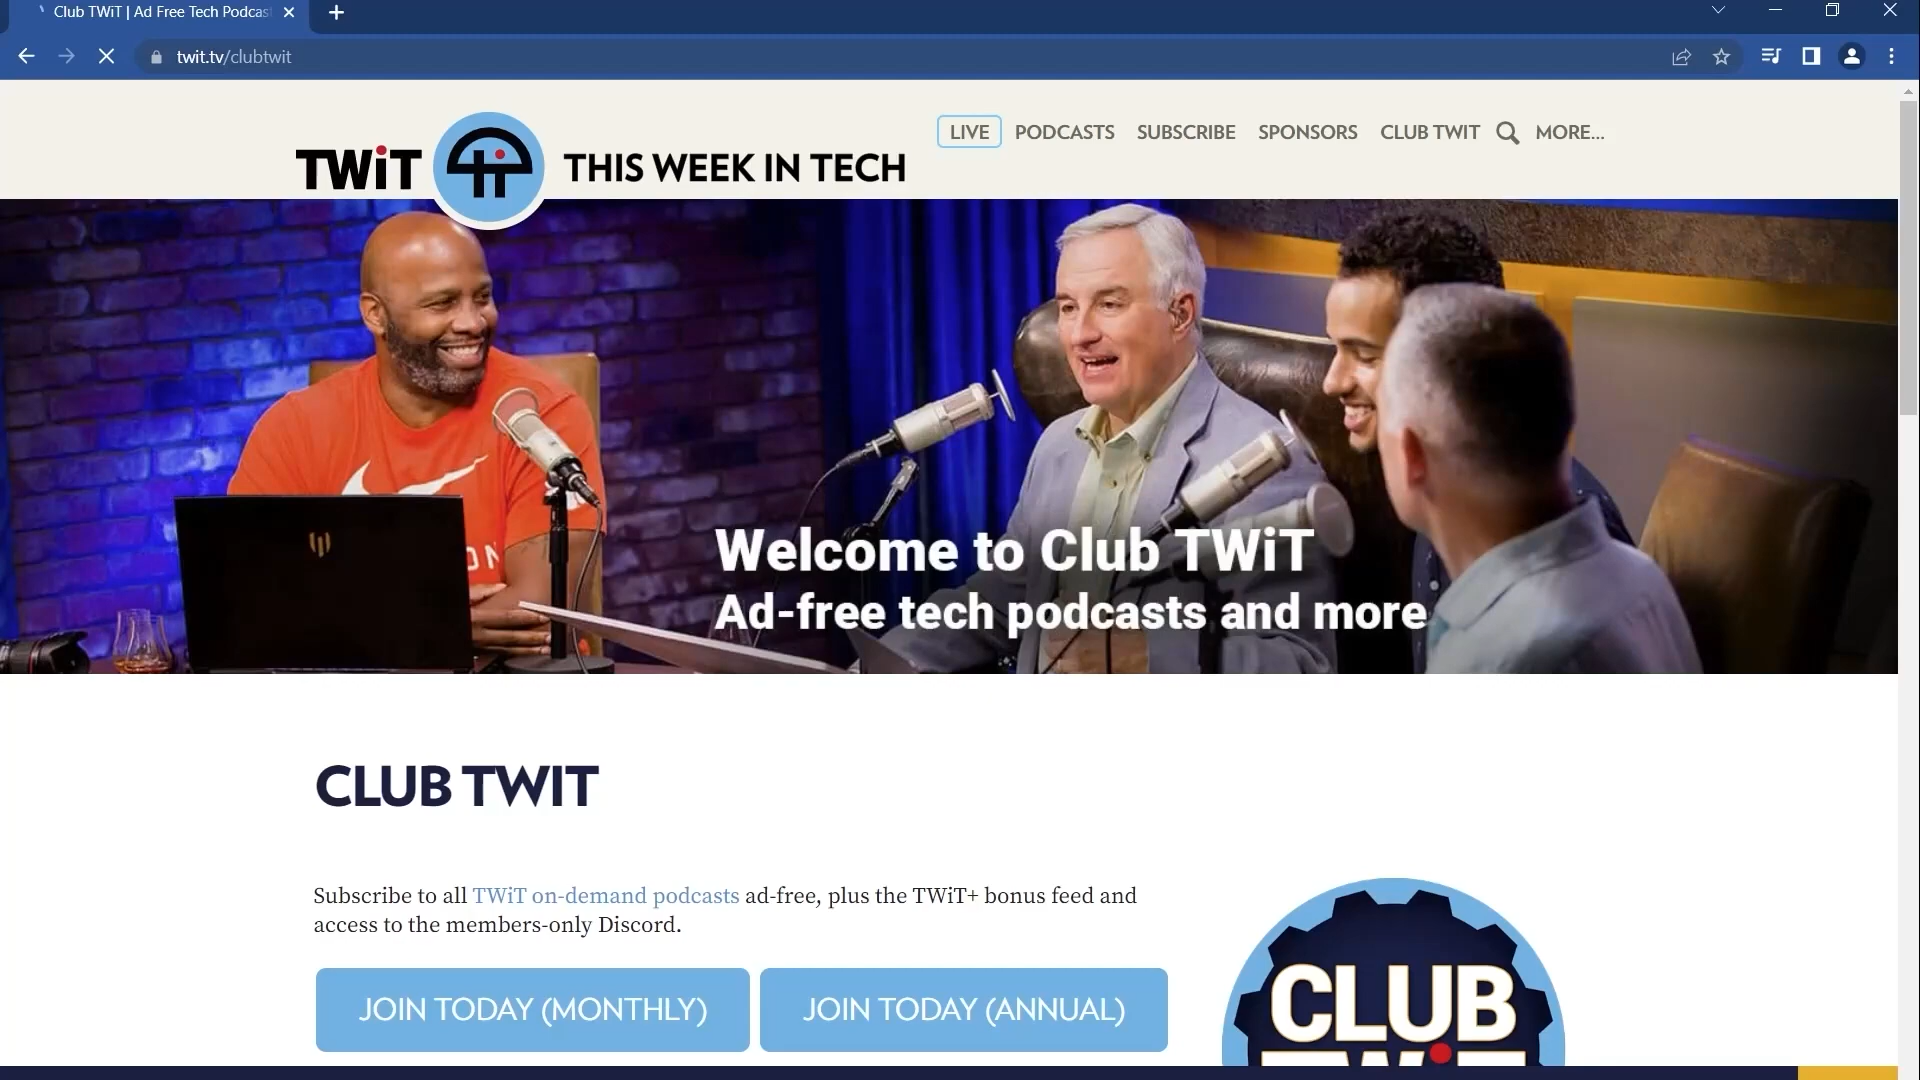 Club TWiT | Ad Free Tech Podcas
twit.tv/clubtwit
TWiT
THIS WEEK IN TECH
LIVE
PODCASTS
SUBSCRIBE
SPONSORS
CLUB TWIT
MORE...
ON
Welcome to Club TWiT
Ad-free tech podcasts and more
CLUB TWIT
Subscribe to all TWiT on-demand podcasts ad-free, plus the TWiT+ bonus feed and
access to the members-only Discord.
JOIN TODAY (MONTHLY)
JOIN TODAY (ANNUAL)
CLUB
TWiT